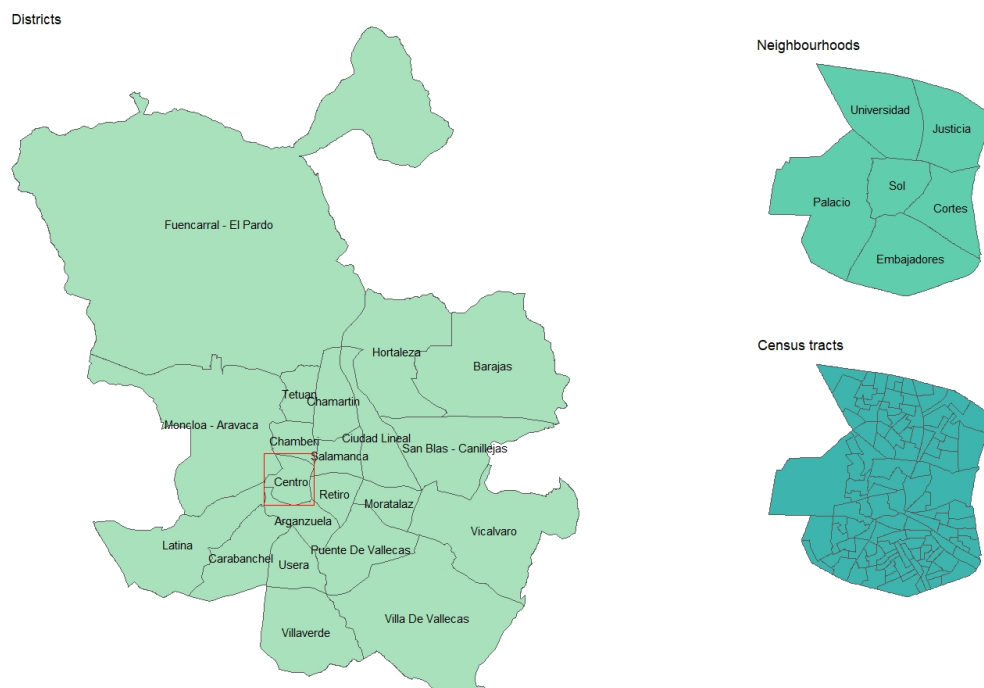 Districts
Fuencarral - El Pardo
Hortaleza
Barajas
Tetuan
Chamartin
Moncloa - Aravaca
Chamberi
Ciudad Lineal
San Blas - Canillejas
Salamanca
Centro
Retiro
Moratalaz
Arganzuela
Vicalvaro
Latina
Carabanchel
Puente De Vallecas
Usera
Villa De Vallecas
Villaverde
Neighbourhoods
Universidad
Justicia
Sol
Palacio
Cortes
Embajadores
Census tracts